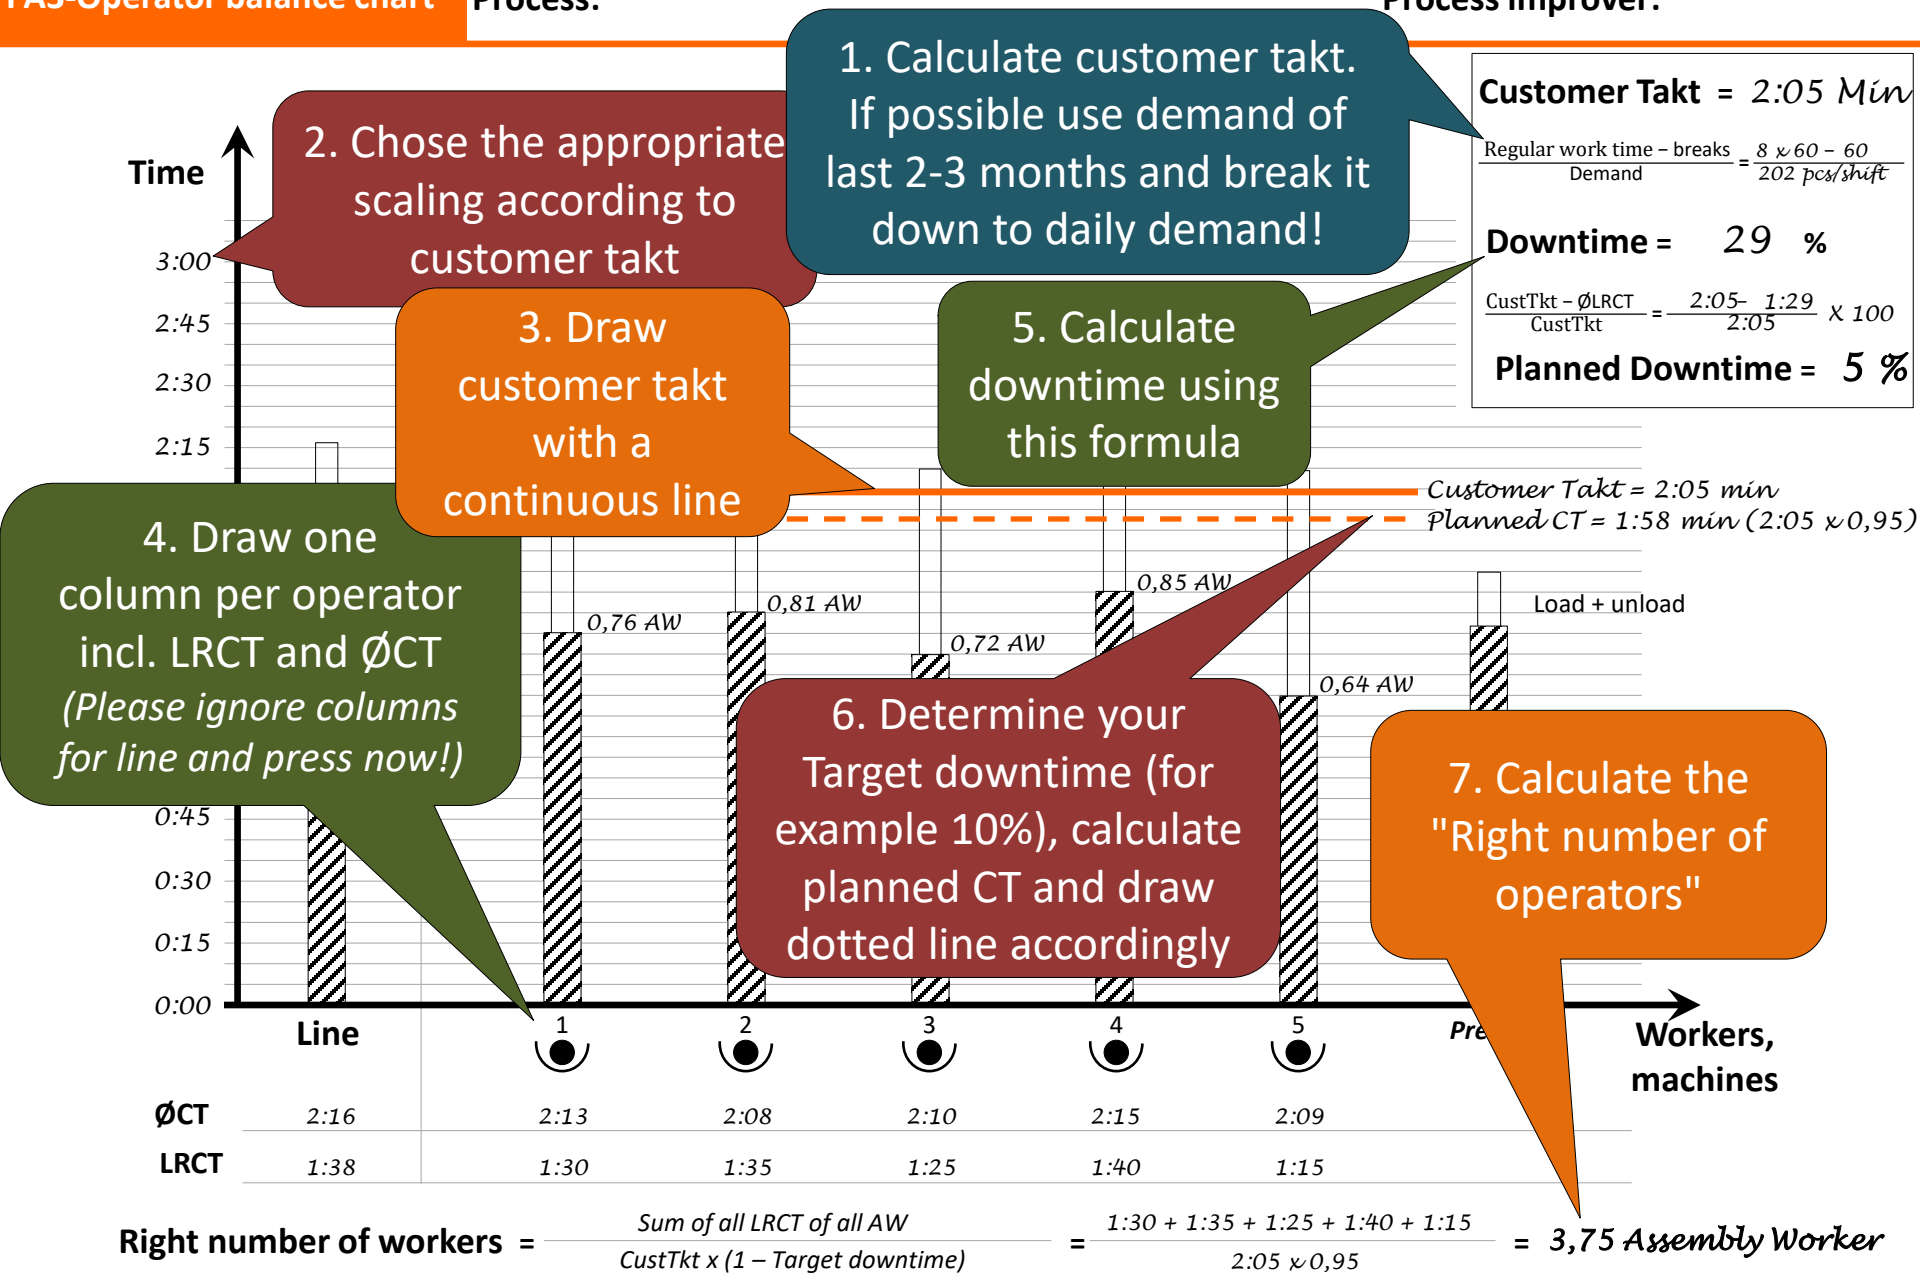 PAS-Operator balance chart
Process:
Process improver:
1. Calculate customer takt.
If possible use demand of
last 2-3 months and break it
down to daily demand!
2. Chose the appropriate
scaling according to
customer takt
3. Draw
customer takt
with a
continuous line
4. Draw one
column per operator
incl. LRCT and ØCT
(Please ignore columns
for line and press now!)
5. Calculate
downtime using
this formula
6. Determine your
Target downtime (for
example 10%), calculate
planned CT and draw
dotted line accordingly
7. Calculate the
"Right number of
operators"
Customer Takt = 2:05 Min
Regular work time – breaks = 8 x 60 – 60
Demand 202 pcs/shift
Downtime = 29 %
CustTkt – ØLRCT = 2:05– 1:29 X 100
CustTkt 2:05
Planned Downtime = 5 %
Time
3:00
2:45
2:30
2:15
0:45
0:30
0:15
0:00
Customer Takt = 2:05 min
Planned CT = 1:58 min (2:05 x 0,95)
0,76 AW
0,81 AW
0,72 AW
0,85 AW
0,64 AW
Load + unload
Line 1 2 3 4 5
Workers,
machines
ØCT 2:16 2:13 2:08 2:10 2:15 2:09
LRCT 1:38 1:30 1:35 1:25 1:40 1:15
Right number of workers = Sum of all LRCT of all AW = 1:30 + 1:35 + 1:25 + 1:40 + 1:15 = 3,75 Assembly Worker
CustTkt x (1 – Target downtime) 2:05 x 0,95